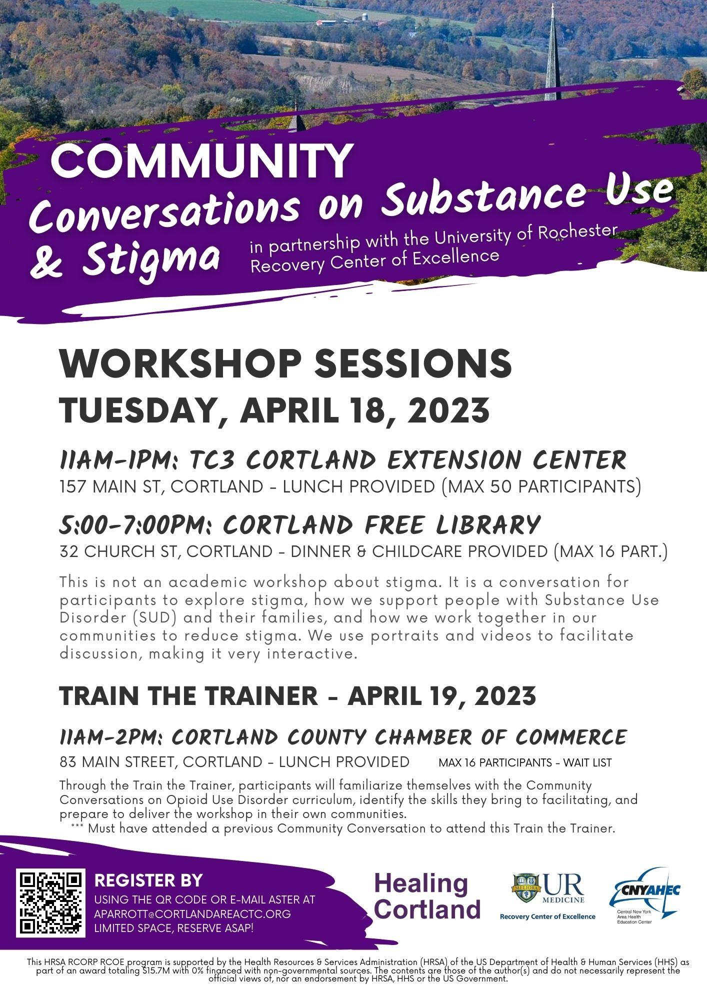 COMMUNITY
Conversations on Substance Use
& Stigma
in partnership with the University of Rochester
Recovery Center of Excellence
WORKSHOP SESSIONS
TUESDAY, APRIL 18, 2023
11AM-1PM: TC3 CORTLAND EXTENSION CENTER
157 MAIN ST, CORTLAND - LUNCH PROVIDED (MAX 50 PARTICIPANTS)
5:00-7:00PM: CORTLAND FREE LIBRARY
32 CHURCH ST, CORTLAND - DINNER & CHILDCARE PROVIDED (MAX 16 PART.)
This is not an academic workshop about stigma. It is a conversation for
participants to explore stigma, how we support people with Substance Use
Disorder (SUD) and their families, and how we work together in our
communities to reduce stigma. We use portraits and videos to facilitate
discussion, making it very interactive.
TRAIN THE TRAINER - APRIL 19, 2023
11AM-2PM: CORTLAND COUNTY CHAMBER OF COMMERCE
83 MAIN STREET, CORTLAND - LUNCH PROVIDED MAX 16 PARTICIPANTS - WAIT LIST
Through the Train the Trainer, participants will familiarize themselves with the Community
Conversations on Opioid Use Disorder curriculum, identify the skills they bring to facilitating, and
prepare to deliver the workshop in their own communities.
*** Must have attended a previous Community Conversation to attend this Train the Trainer.
REGISTER BY
USING THE QR CODE OR E-MAIL ASTER AT
APARROTT@CORTLANDAREACTC.ORG
LIMITED SPACE, RESERVE ASAP!
Healing
Cortland
MELIORA
UR
MEDICINE
Recovery Center of Excellence
CNYAHEC
Central New York
Area Health
Education Center
This HRSA RCORP RCOE program is supported by the Health Resources & Services Administration (HRSA) of the US Department of Health & Human Services (HHS) as
part of an award totaling $15.7M with 0% financed with non-governmental sources. The contents are those of the author(s) and do not necessarily represent the
official views of, nor an endorsement by HRSA, HHS or the US Government.